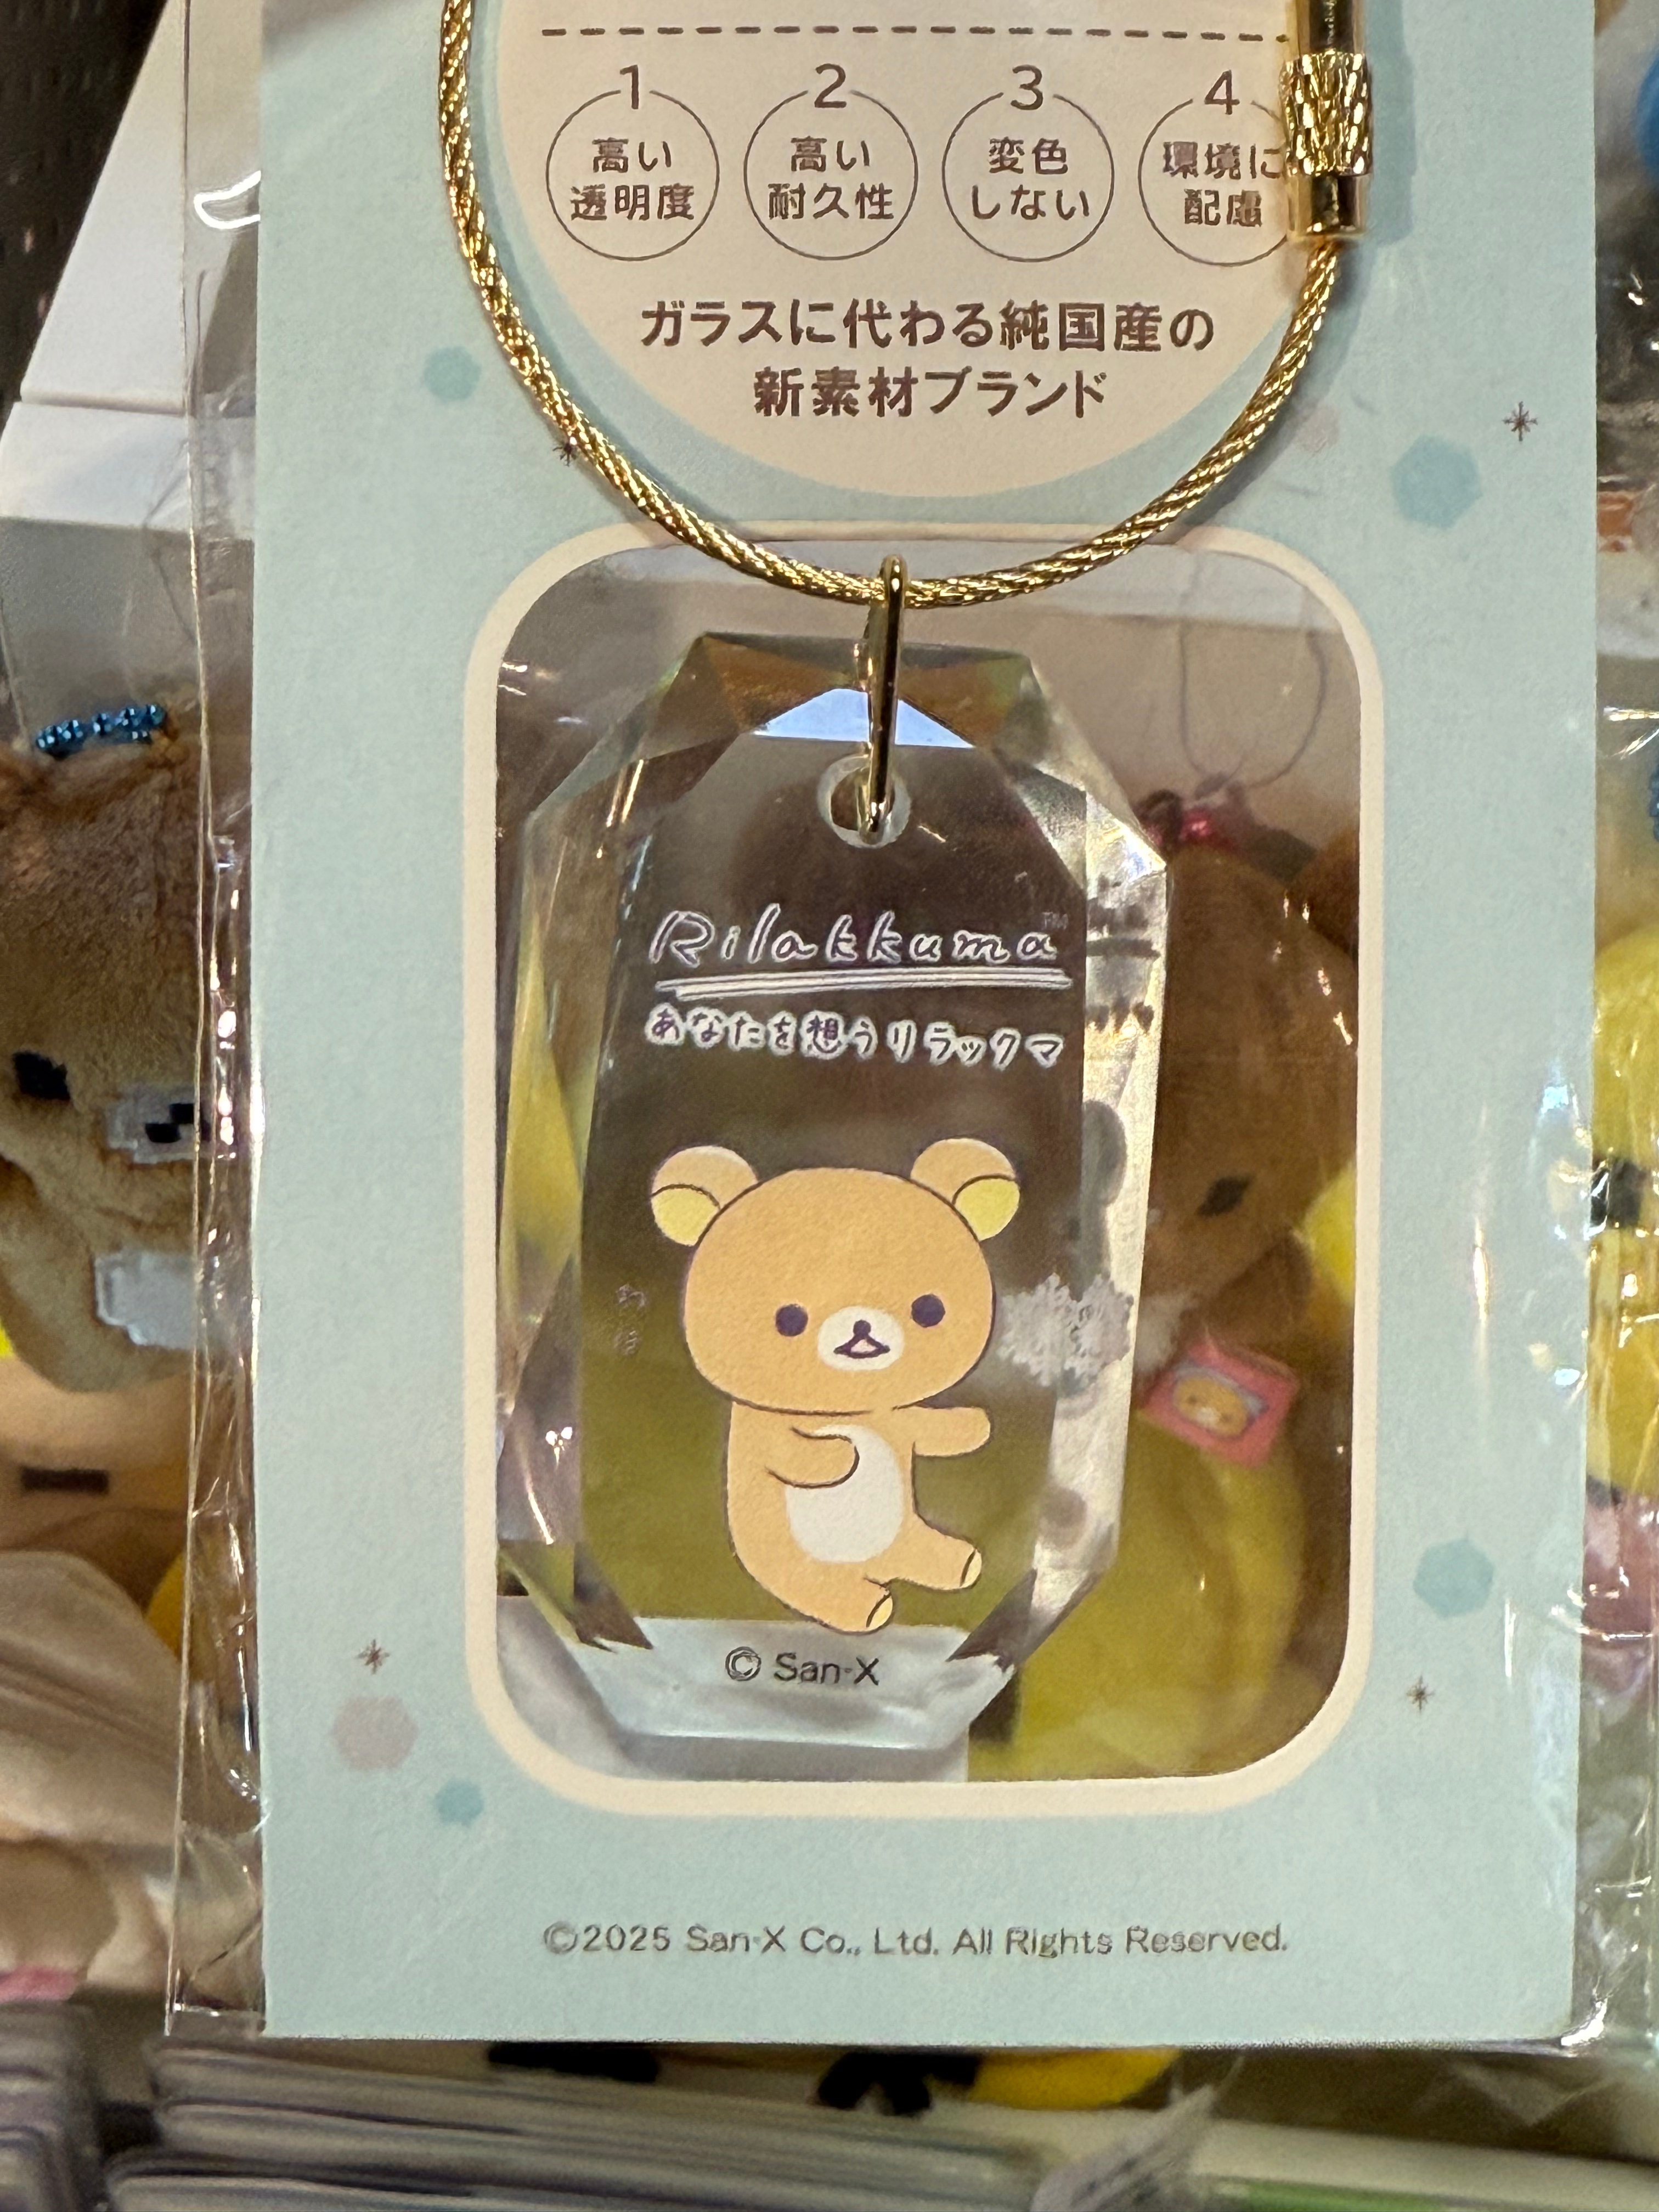 1
高い
透明度
2
高い
耐久性
3
変色
しない
4
環境に
配慮
ガラスに代わる純国産の
新素材ブランド
Rilakkuma™
あなたを想うリラックマ
© San-X
©2025 San-X Co., Ltd. All Rights Reserved.